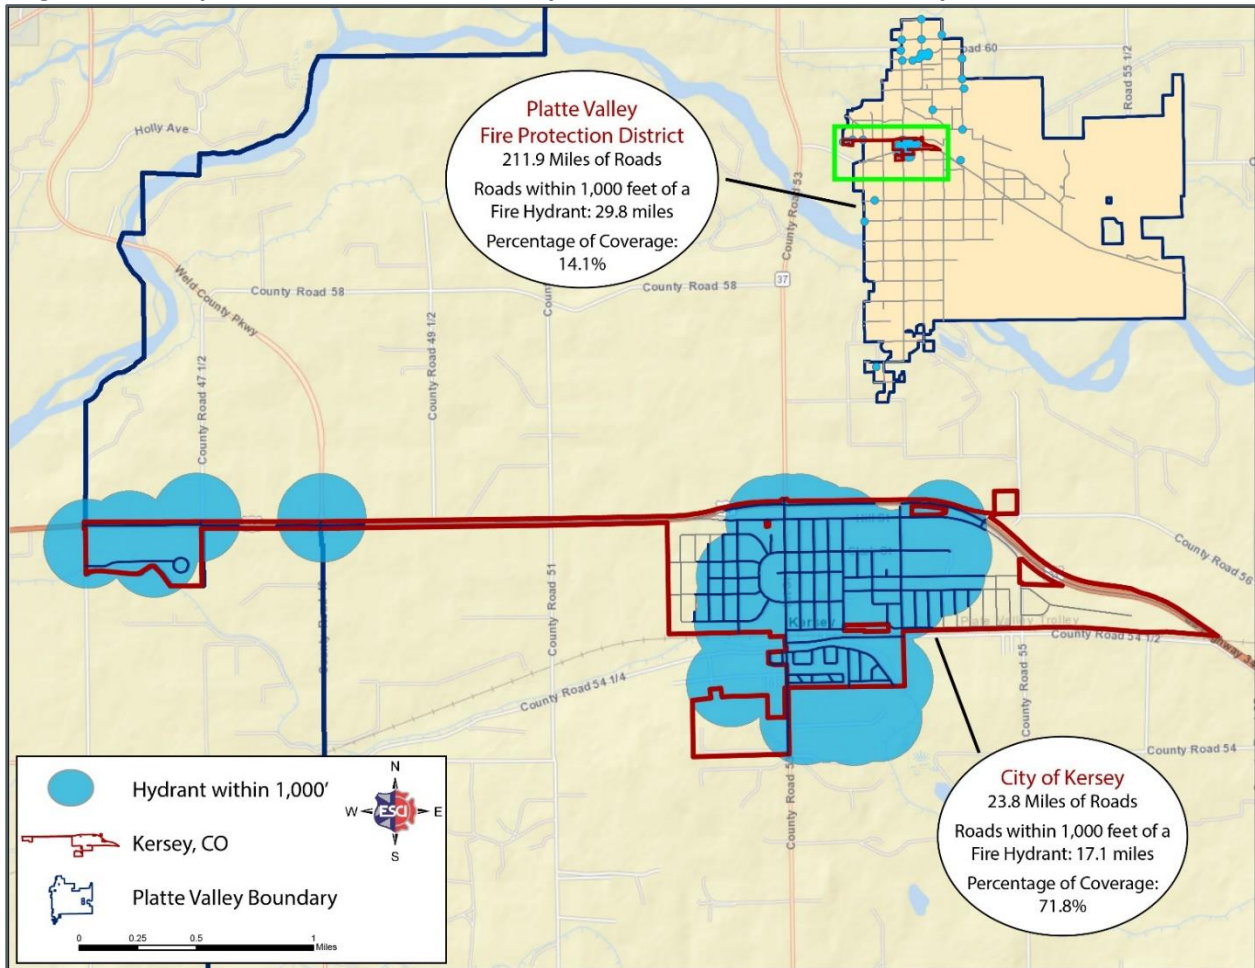 Holly Ave
Weld County Pkwy
County Road 58
County Road 58
County Road 47 1/2
County Road 49 1/2
County Road 53
37
Road 55 1/2
Platte Valley
Fire Protection District
211.9 Miles of Roads
Roads within 1,000 feet of a
Fire Hydrant: 29.8 miles
Percentage of Coverage:
14.1%
County Road 51
County Road 54 1/4
Hill St
Kersey
Platte Valley Trolley
County Road 56
County Road 54 1/2
County Road 55
County Road 54
City of Kersey
23.8 Miles of Roads
Roads within 1,000 feet of a
Fire Hydrant: 17.1 miles
Percentage of Coverage:
71.8%
Hydrant within 1,000’
Kersey, CO
Platte Valley Boundary
N
W
ESCI
E
S
0 0.25 0.5 1
Miles